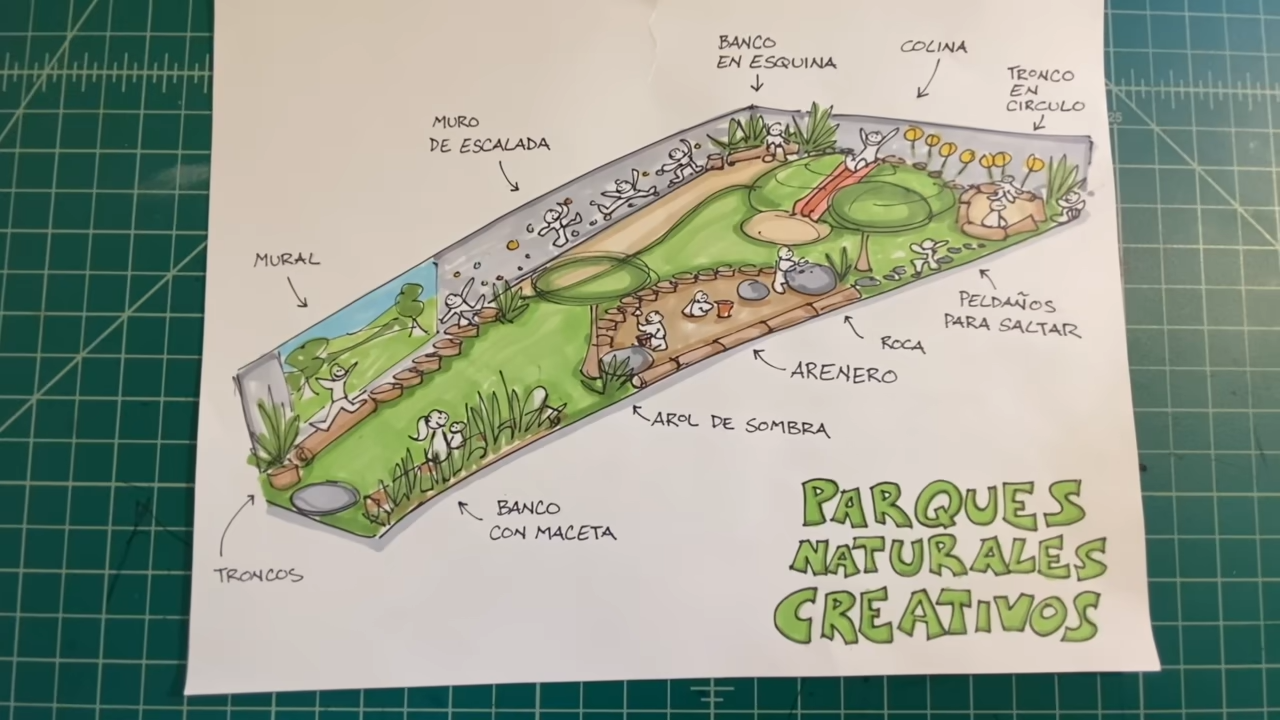 BANCO
EN ESQUINA
COLINA
TRONCO
EN
CIRCULO
MURO
DE ESCALADA
MURAL
PELDAÑOS
PARA SALTAR
ROCA
ARENERO
AROL DE SOMBRA
BANCO
CON MACETA
TRONCOS
PARQUES
NATURALES
CREATIVOS